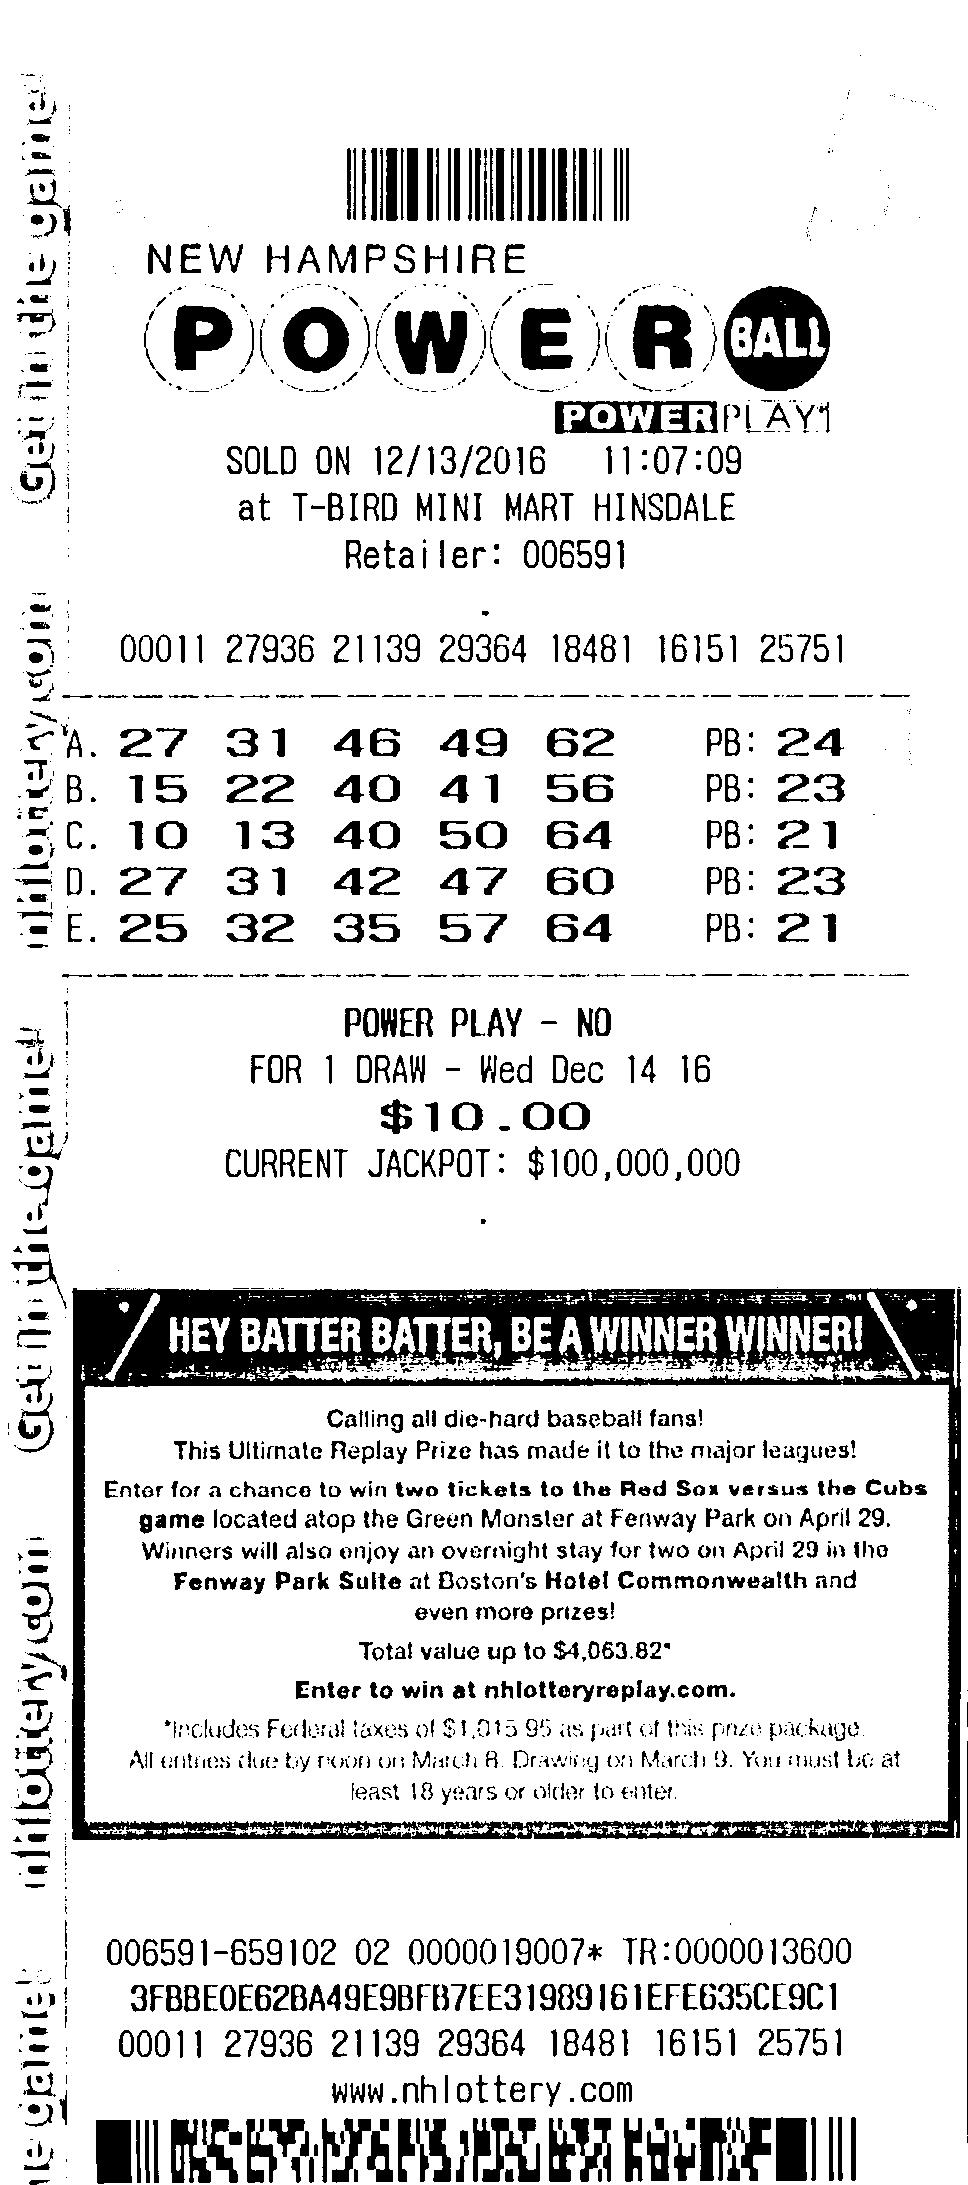 NEW HAMPSHIRE
POWER BALL
POWERPLAY
SOLD ON 12/13/2016 11:07:09
at T-BIRD MINI MART HINSDALE
Retailer: 006591
00011 27936 21139 29364 18481 16151 25751
A. 27 31 46 49 62 PB: 24
B. 15 22 40 41 56 PB: 23
C. 10 13 40 50 64 PB: 21
D. 27 31 42 47 60 PB: 23
E. 25 32 35 57 64 PB: 21
POWER PLAY - NO
FOR 1 DRAW - Wed Dec 14 16
$10.00
CURRENT JACKPOT: $100,000,000
HEY BATTER BATTER, BE A WINNER WINNER!
Calling all die-hard baseball fans!
This Ultimate Replay Prize has made it to the major leagues!
Enter for a chance to win two tickets to the Red Sox versus the Cubs
game located atop the Green Monster at Fenway Park on April 29.
Winners will also enjoy an overnight stay for two on April 29 in the
Fenway Park Suite at Boston's Hotel Commonwealth and
even more prizes!
Total value up to $4,063.82*
Enter to win at nhlotteryreplay.com.
*Includes Federal taxes of $1,015.95 as part of this prize package.
All entries due by noon on March 8. Drawing on March 9. You must be at
least 18 years or older to enter.
006591-659102 02 0000019007* TR:0000013600
3FBBE0E62BA49E9BFB7EE31989161EFE635CE9C1
00011 27936 21139 29364 18481 16151 25751
www.nhlottery.com
Get in the game!
nhlottery.com
Get in the game!
nhlottery.com